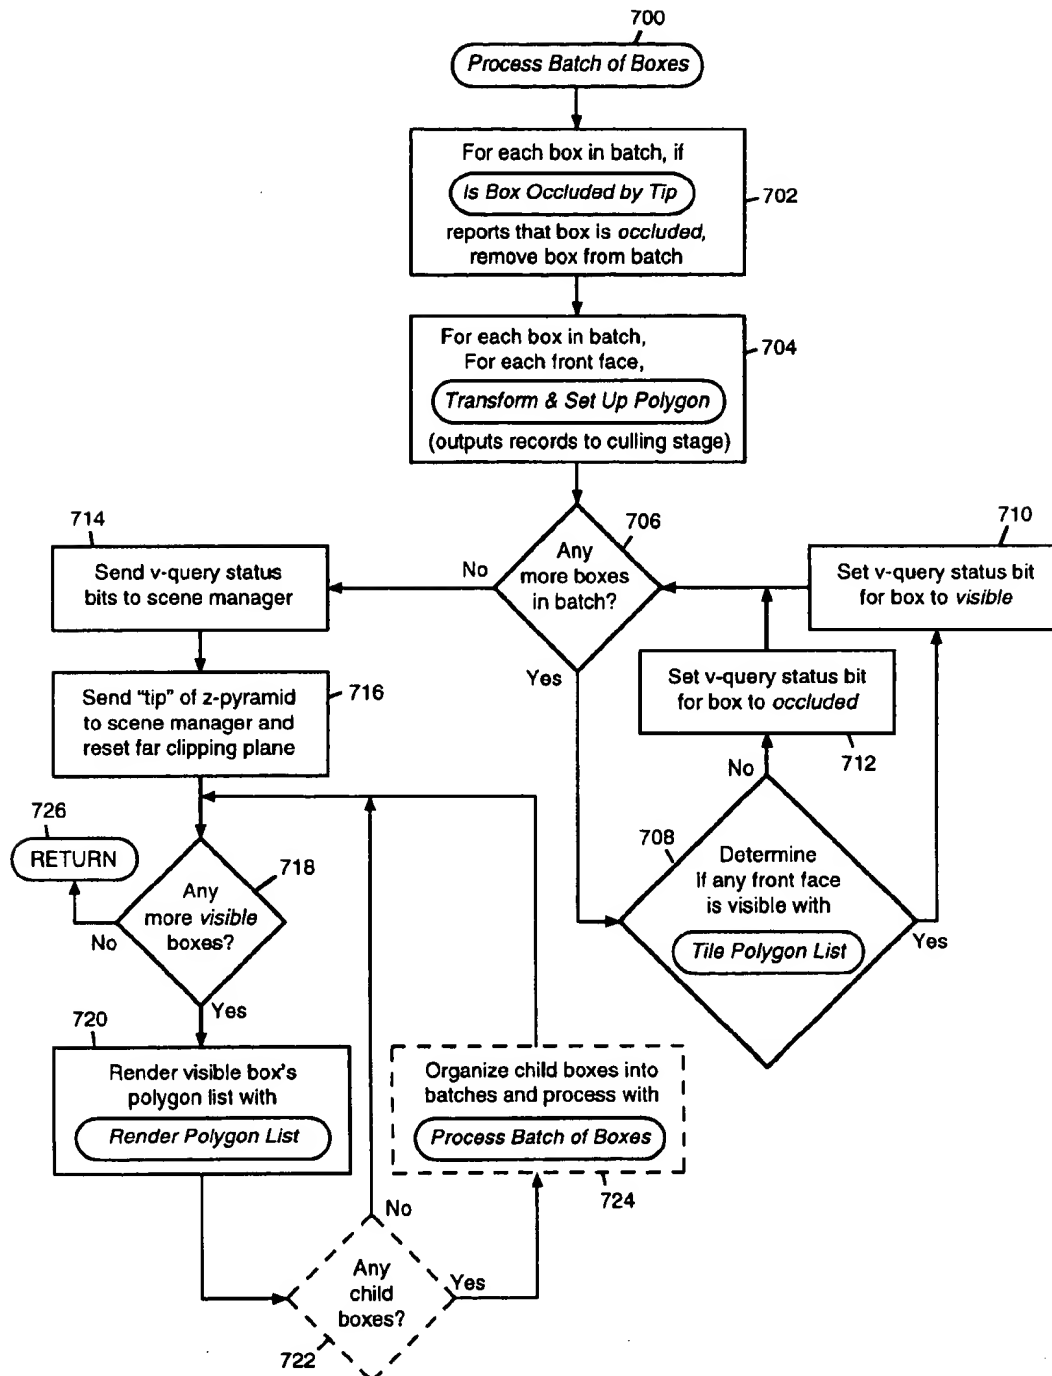 700
Process Batch of Boxes
For each box in batch, if
Is Box Occluded by Tip
reports that box is occluded,
remove box from batch
702
For each box in batch,
For each front face,
Transform & Set Up Polygon
(outputs records to culling stage)
704
706
Any
more boxes
in batch?
No
Yes
714
Send v-query status
bits to scene manager
710
Set v-query status bit
for box to visible
Set v-query status bit
for box to occluded
712
No
Send "tip" of z-pyramid
to scene manager and
reset far clipping plane
716
708
Determine
if any front face
is visible with
Tile Polygon List
Yes
726
RETURN
718
Any
more visible
boxes?
No
Yes
720
Render visible box's
polygon list with
Render Polygon List
Organize child boxes into
batches and process with
Process Batch of Boxes
724
No
Any
child
boxes?
Yes
722